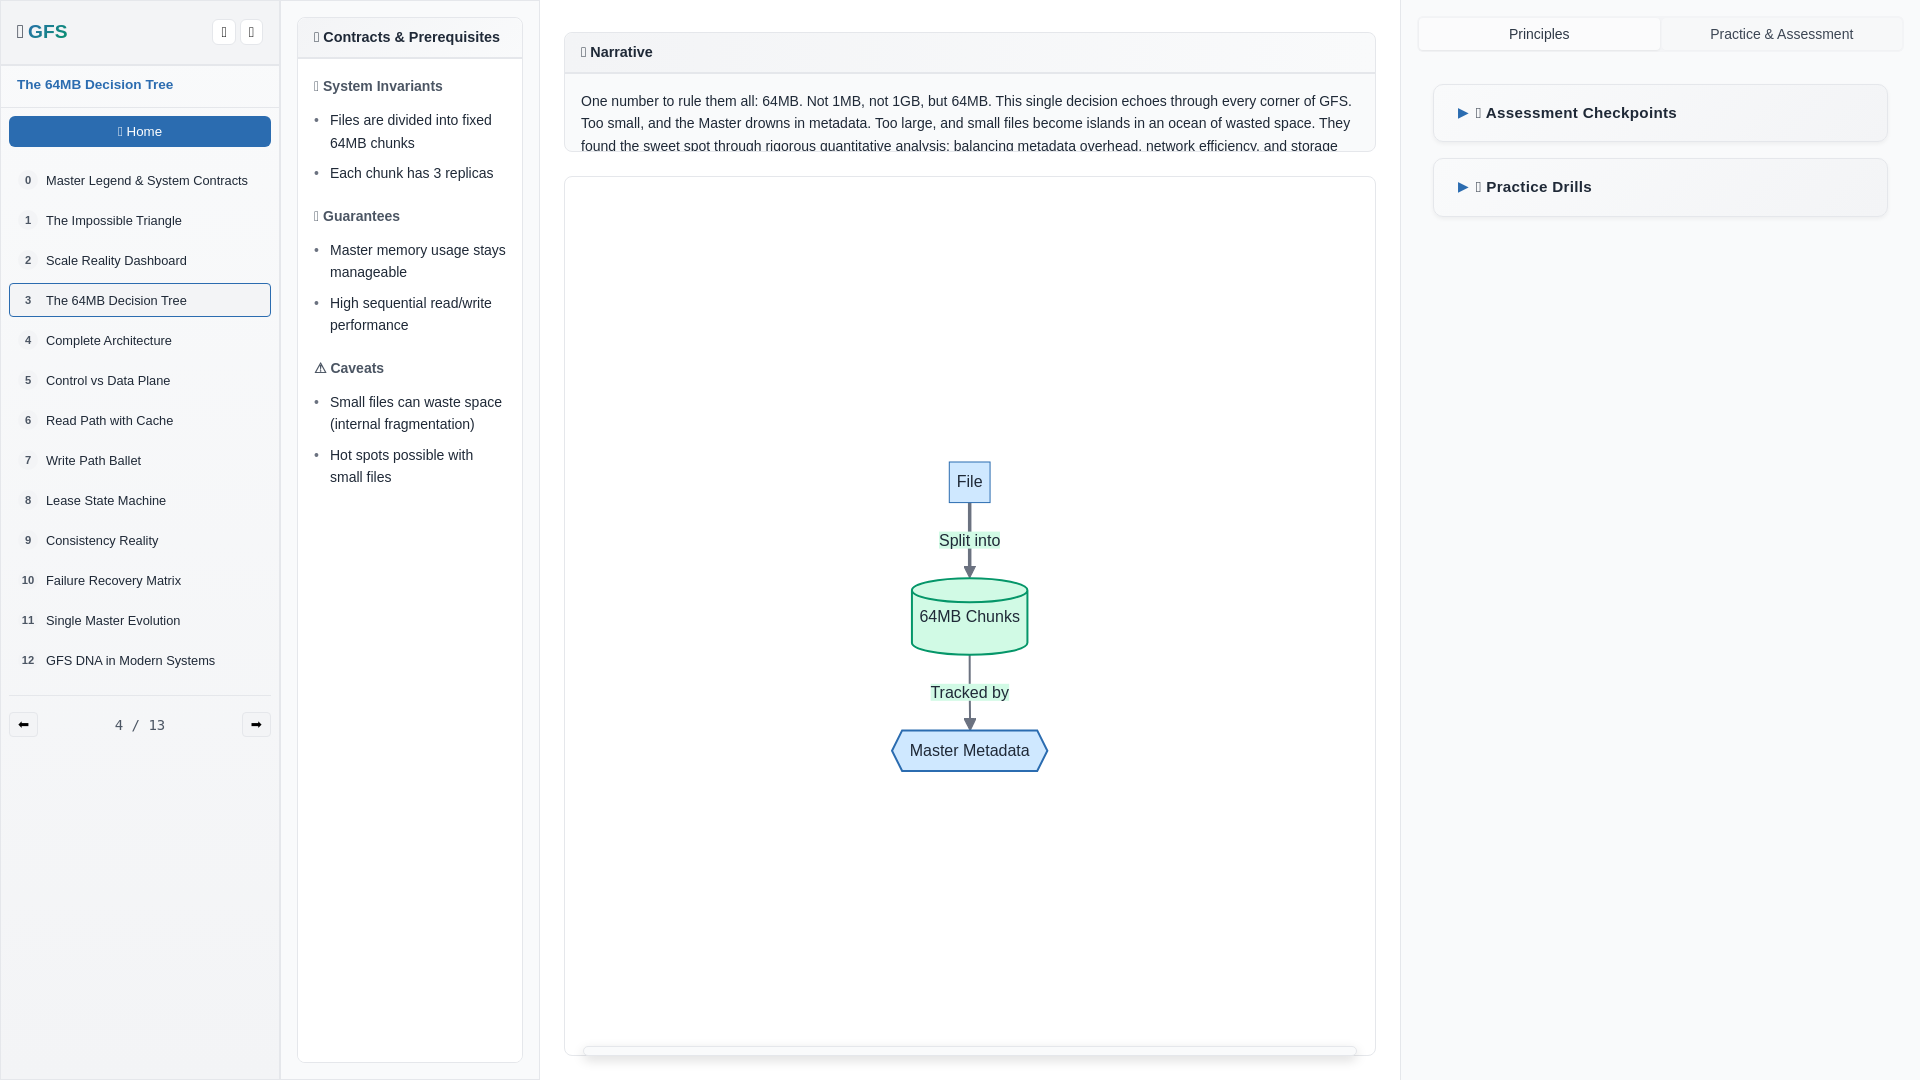 GFS
The 64MB Decision Tree
Home
0 Master Legend & System Contracts
1 The Impossible Triangle
2 Scale Reality Dashboard
3 The 64MB Decision Tree
4 Complete Architecture
5 Control vs Data Plane
6 Read Path with Cache
7 Write Path Ballet
8 Lease State Machine
9 Consistency Reality
10 Failure Recovery Matrix
11 Single Master Evolution
12 GFS DNA in Modern Systems
4 / 13
Contracts & Prerequisites
System Invariants
• Files are divided into fixed
64MB chunks
• Each chunk has 3 replicas
Guarantees
• Master memory usage stays
manageable
• High sequential read/write
performance
⚠ Caveats
• Small files can waste space
(internal fragmentation)
• Hot spots possible with
small files
Narrative
One number to rule them all: 64MB. Not 1MB, not 1GB, but 64MB. This single decision echoes through every corner of GFS.
Too small, and the Master drowns in metadata. Too large, and small files become islands in an ocean of wasted space. They
found the sweet spot through rigorous quantitative analysis: balancing metadata overhead, network efficiency, and storage
File
Split into
64MB Chunks
Tracked by
Master Metadata
Principles
Practice & Assessment
▶ Assessment Checkpoints
▶ Practice Drills